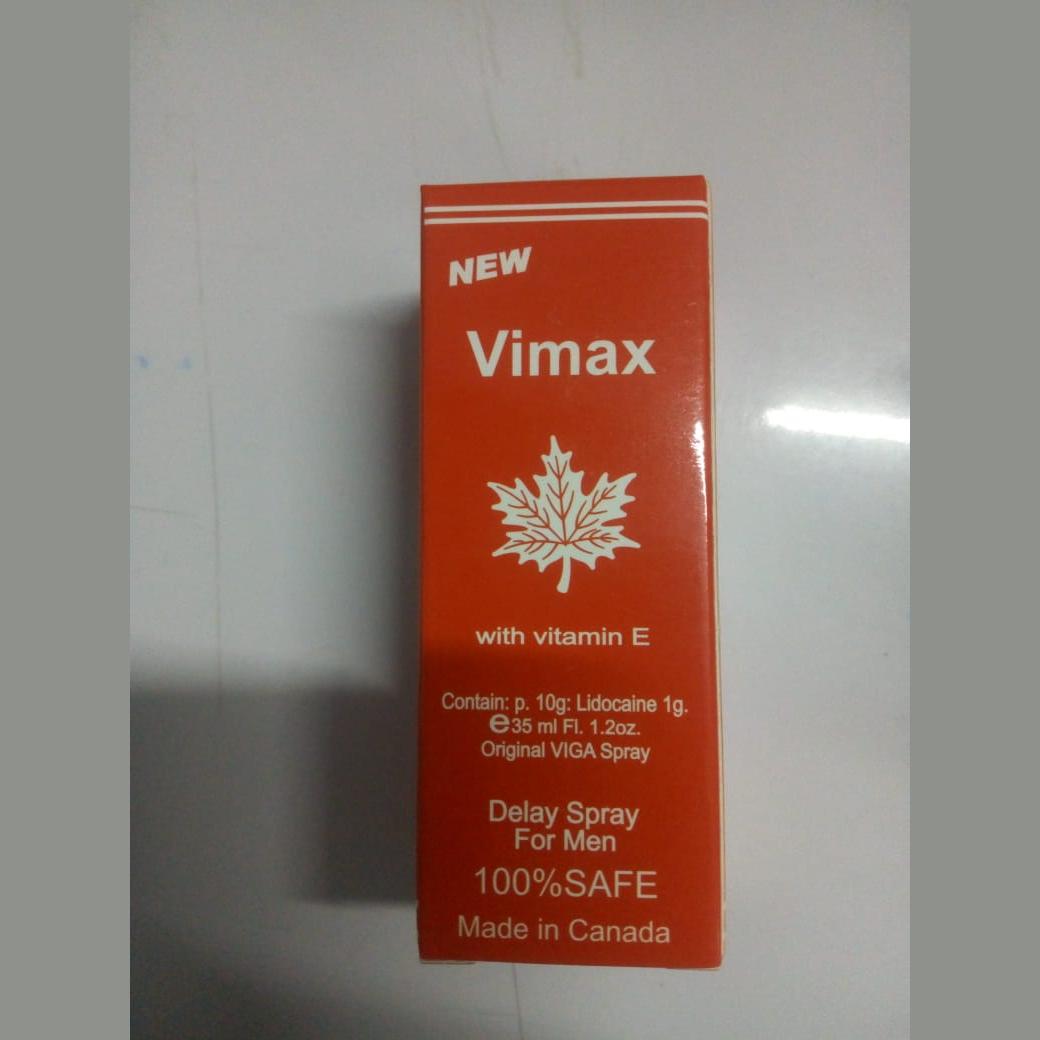 NEW
Vimax
with vitamin E
Contain: p. 10g: Lidocaine 1g.
e35 ml Fl. 1.2oz.
Original VIGA Spray
Delay Spray
For Men
100%SAFE
Made in Canada